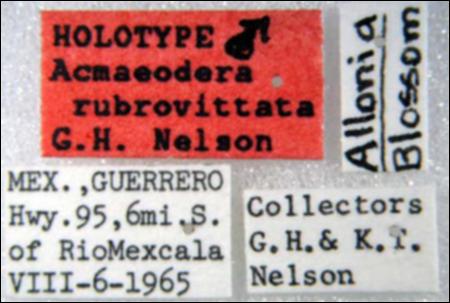 HOLOTYPE ♂
Acmaeodera
rubrovittata
G.H. Nelson
Allonia
Blossom
MEX.,GUERRERO
Hwy.95,6mi.S.
of RioMexcala
VIII-6-1965
Collectors
G.H.& K.T.
Nelson